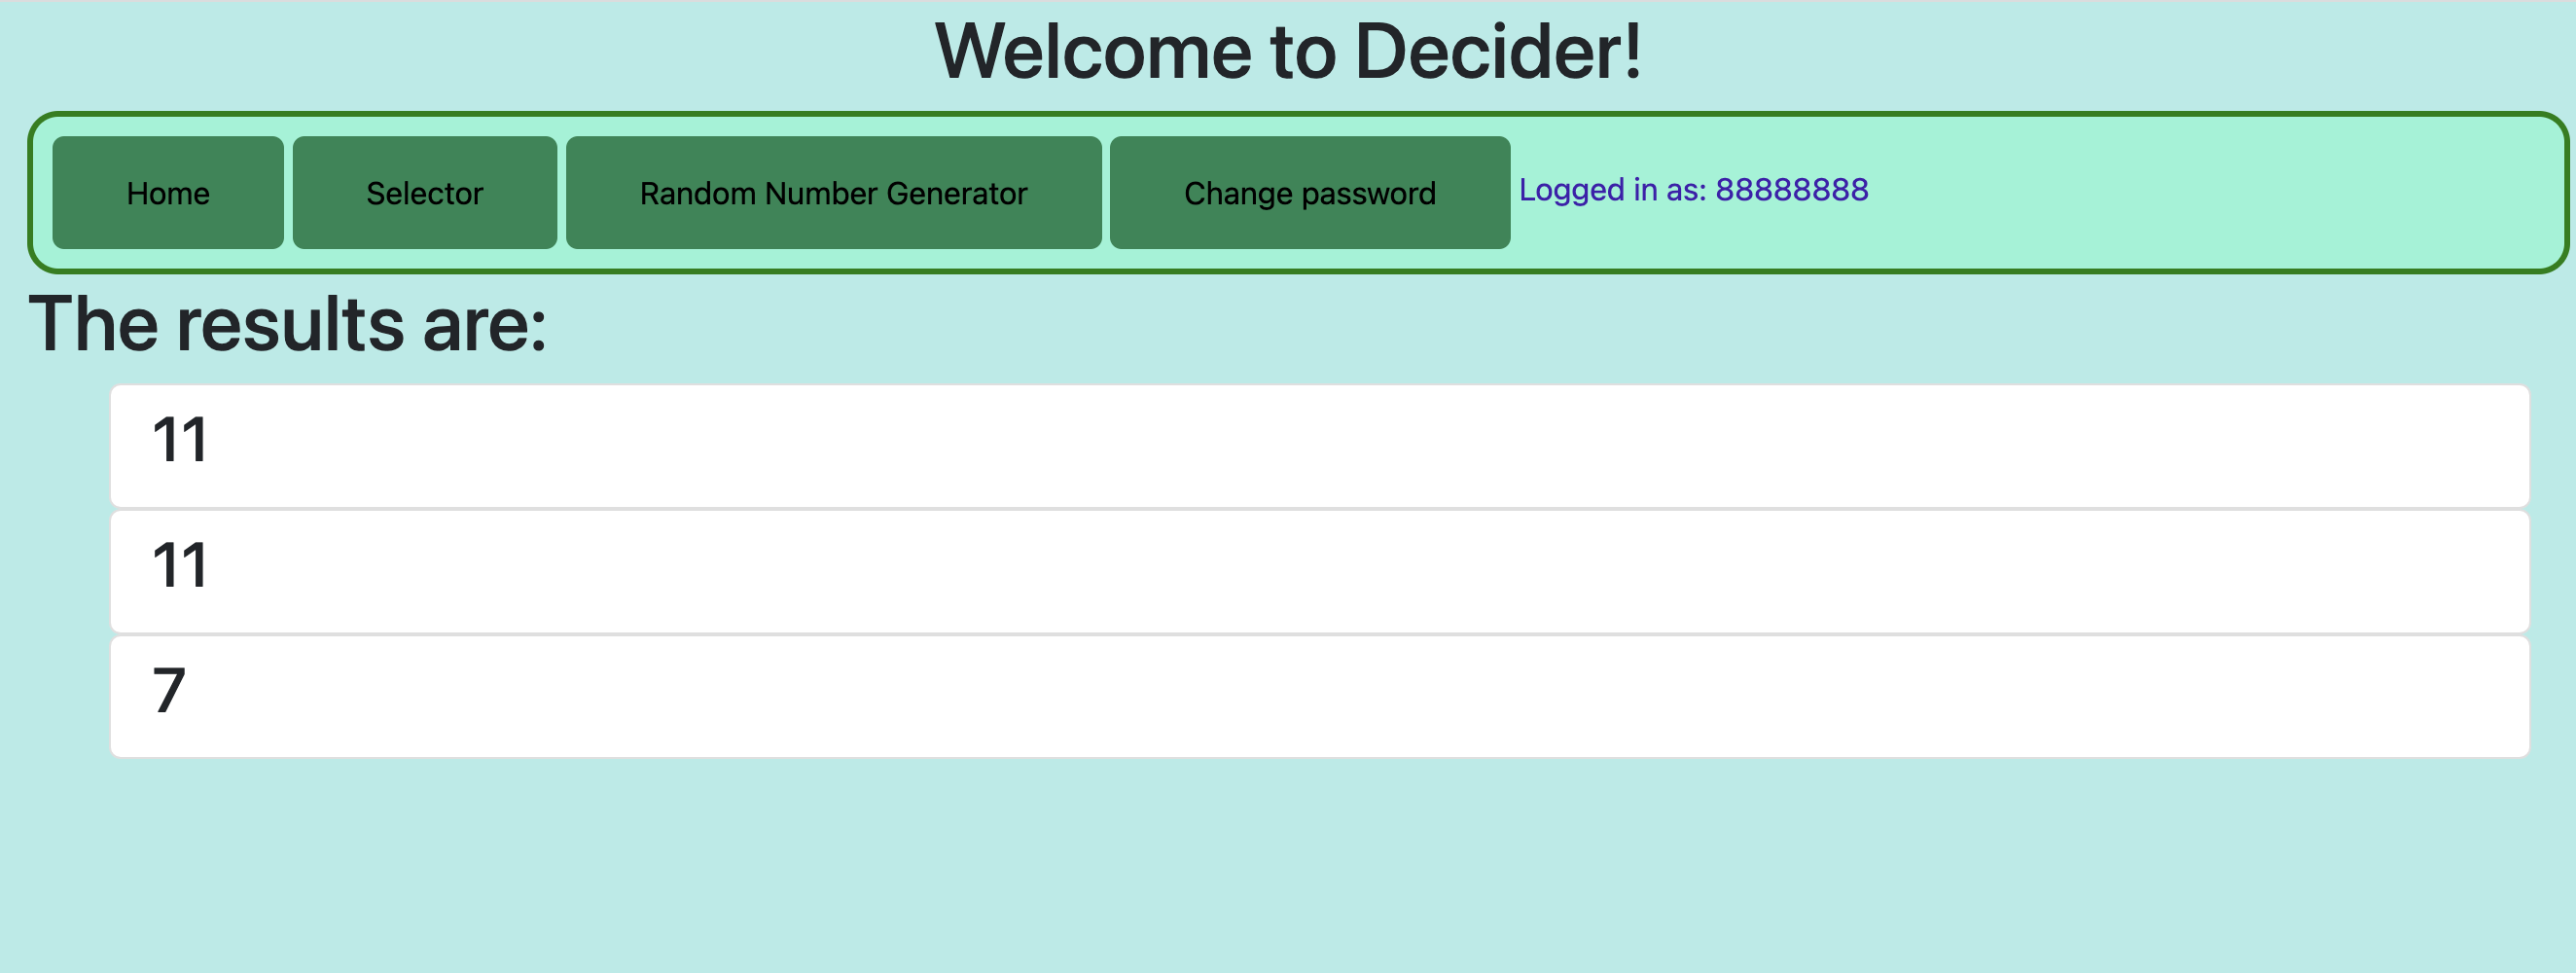 Welcome to Decider!
Home Selector Random Number Generator Change password Logged in as: 88888888
The results are:
11
11
7